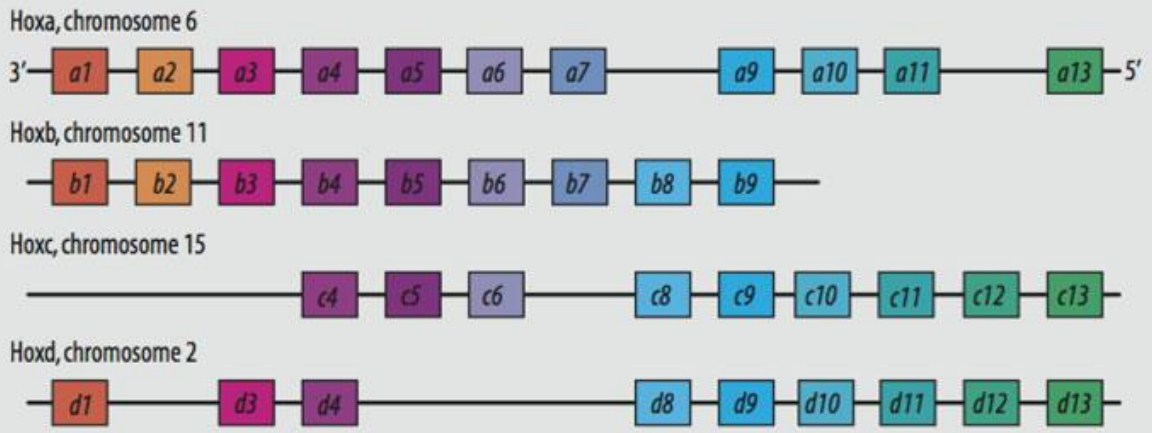 Hoxa, chromosome 6
3′ a1 a2 a3 a4 a5 a6 a7 a9 a10 a11 a13 5′
Hoxb, chromosome 11
b1 b2 b3 b4 b5 b6 b7 b8 b9
Hoxc, chromosome 15
c4 c5 c6 c8 c9 c10 c11 c12 c13
Hoxd, chromosome 2
d1 d3 d4 d8 d9 d10 d11 d12 d13